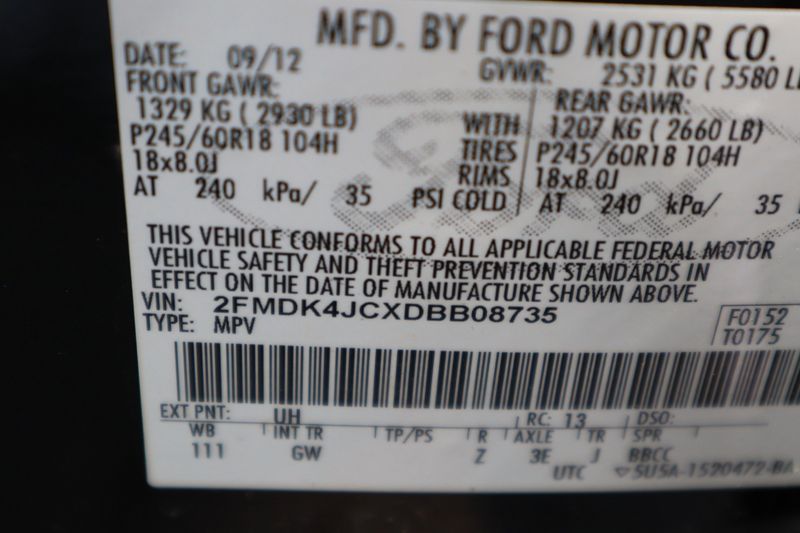 MFD. BY FORD MOTOR CO.
DATE: 09/12 GVWR: 2531 KG ( 5580 L
FRONT GAWR: REAR GAWR:
1329 KG ( 2930 LB) WITH 1207 KG ( 2660 LB)
P245/60R18 104H TIRES P245/60R18 104H
18x8.0J RIMS 18x8.0J
AT 240 kPa/ 35 PSI COLD AT 240 kPa/ 35
Ford
THIS VEHICLE CONFORMS TO ALL APPLICABLE FEDERAL MOTOR
VEHICLE SAFETY AND THEFT PREVENTION STANDARDS IN
EFFECT ON THE DATE OF MANUFACTURE SHOWN ABOVE.
VIN: 2FMDK4JCXDBB08735 F0152
TYPE: MPV T0175
EXT PNT: UH RC: 13 DSO:
WB INT TR TP/PS R AXLE TR SPR
111 GW Z 3E J BBCC
UTC 5U5A-1520472-BA